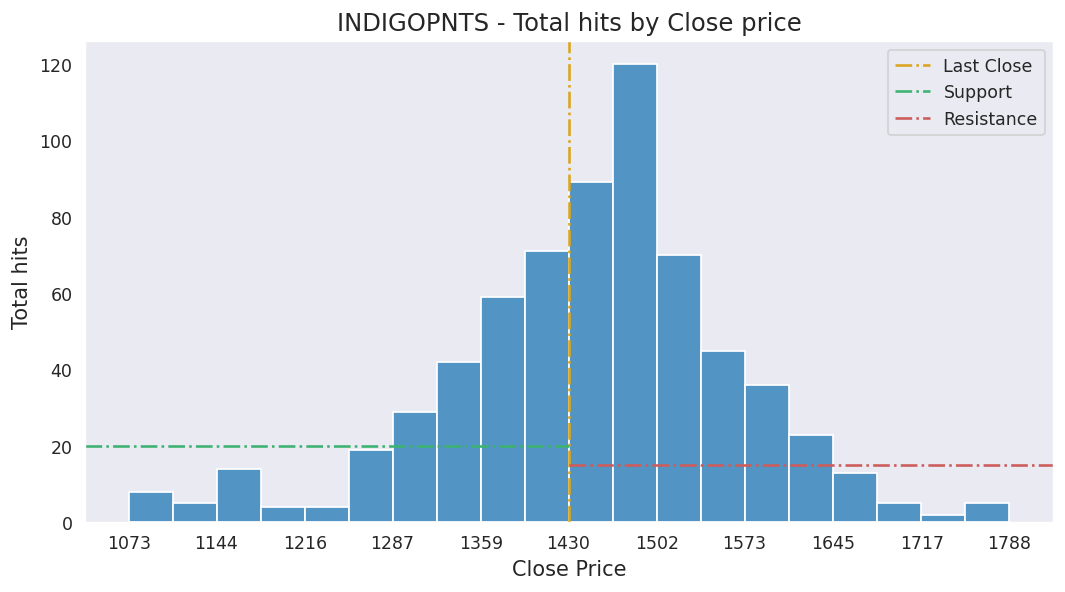 INDIGOPNTS - Total hits by Close price
Last Close
Support
Resistance
Total hits
120
100
80
60
40
20
0
1073 1144 1216 1287 1359 1430 1502 1573 1645 1717 1788
Close Price